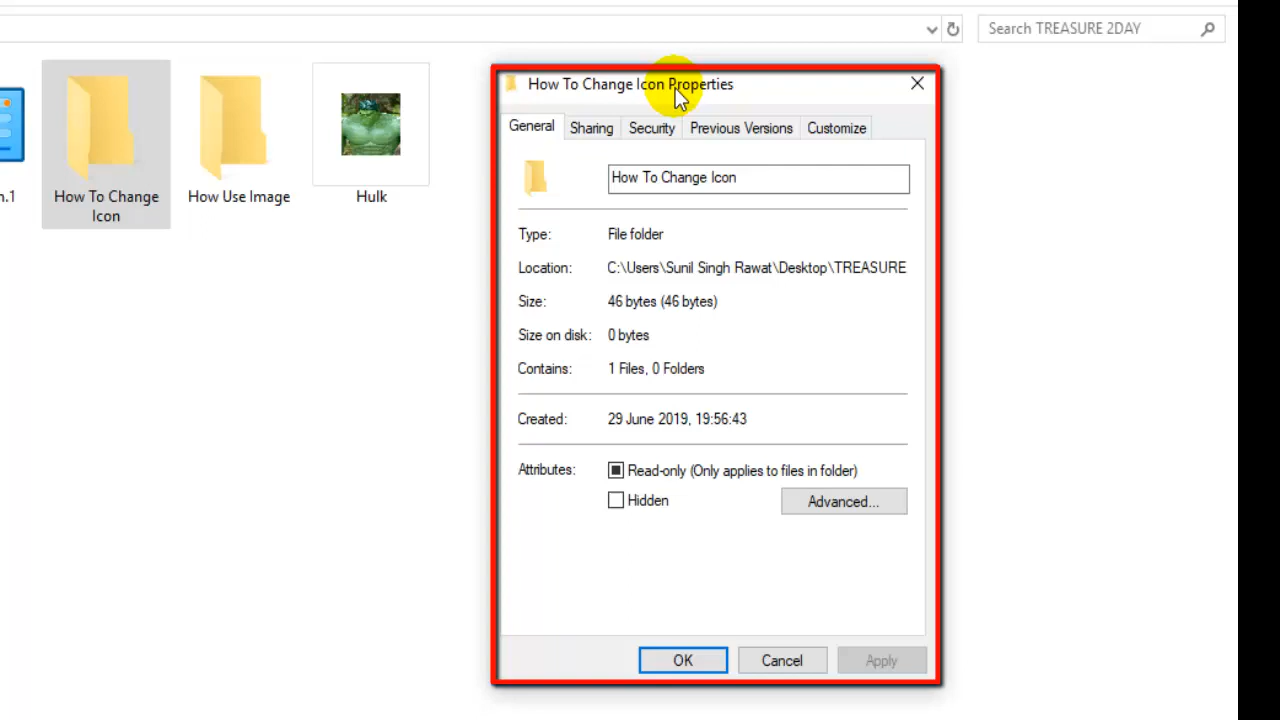 Search TREASURE 2DAY
n.1
How To Change
Icon
How Use Image
Hulk
How To Change Icon Properties
General
Sharing
Security
Previous Versions
Customize
How To Change Icon
Type: File folder
Location: C:\Users\Sunil Singh Rawat\Desktop\TREASURE
Size: 46 bytes (46 bytes)
Size on disk: 0 bytes
Contains: 1 Files, 0 Folders
Created: 29 June 2019, 19:56:43
Attributes: Read-only (Only applies to files in folder)
Hidden
Advanced...
OK
Cancel
Apply